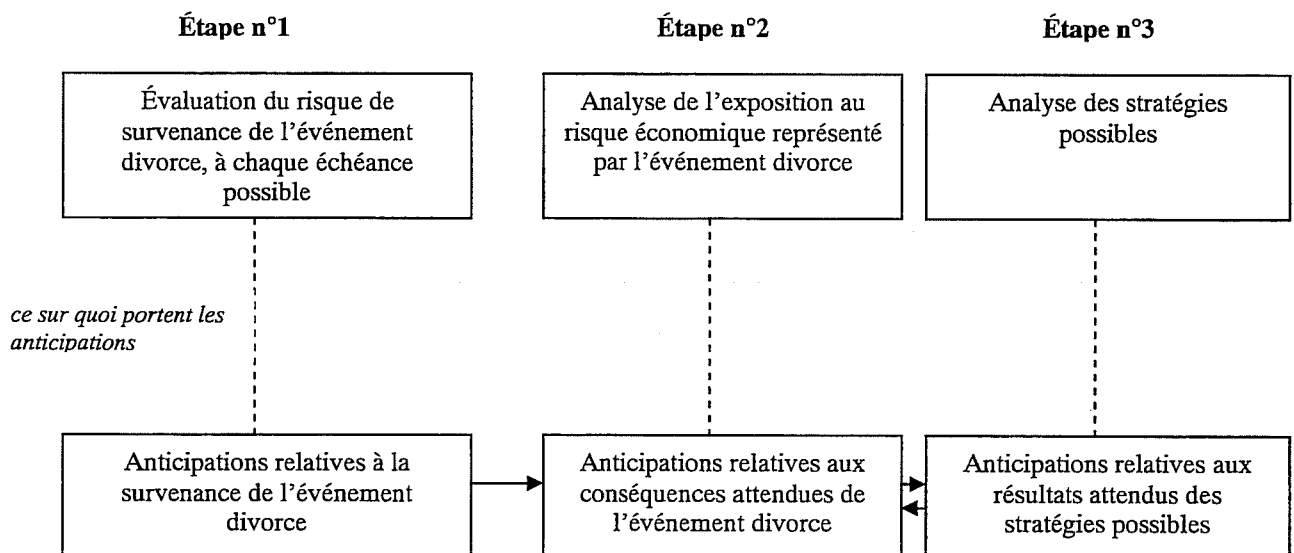 Étape n°1
Étape n°2
Étape n°3
Évaluation du risque de
survenance de l'événement
divorce, à chaque échéance
possible
Analyse de l'exposition au
risque économique représenté
par l'événement divorce
Analyse des stratégies
possibles
ce sur quoi portent les
anticipations
Anticipations relatives à la
survenance de l'événement
divorce
Anticipations relatives aux
conséquences attendues de
l'événement divorce
Anticipations relatives aux
résultats attendus des
stratégies possibles